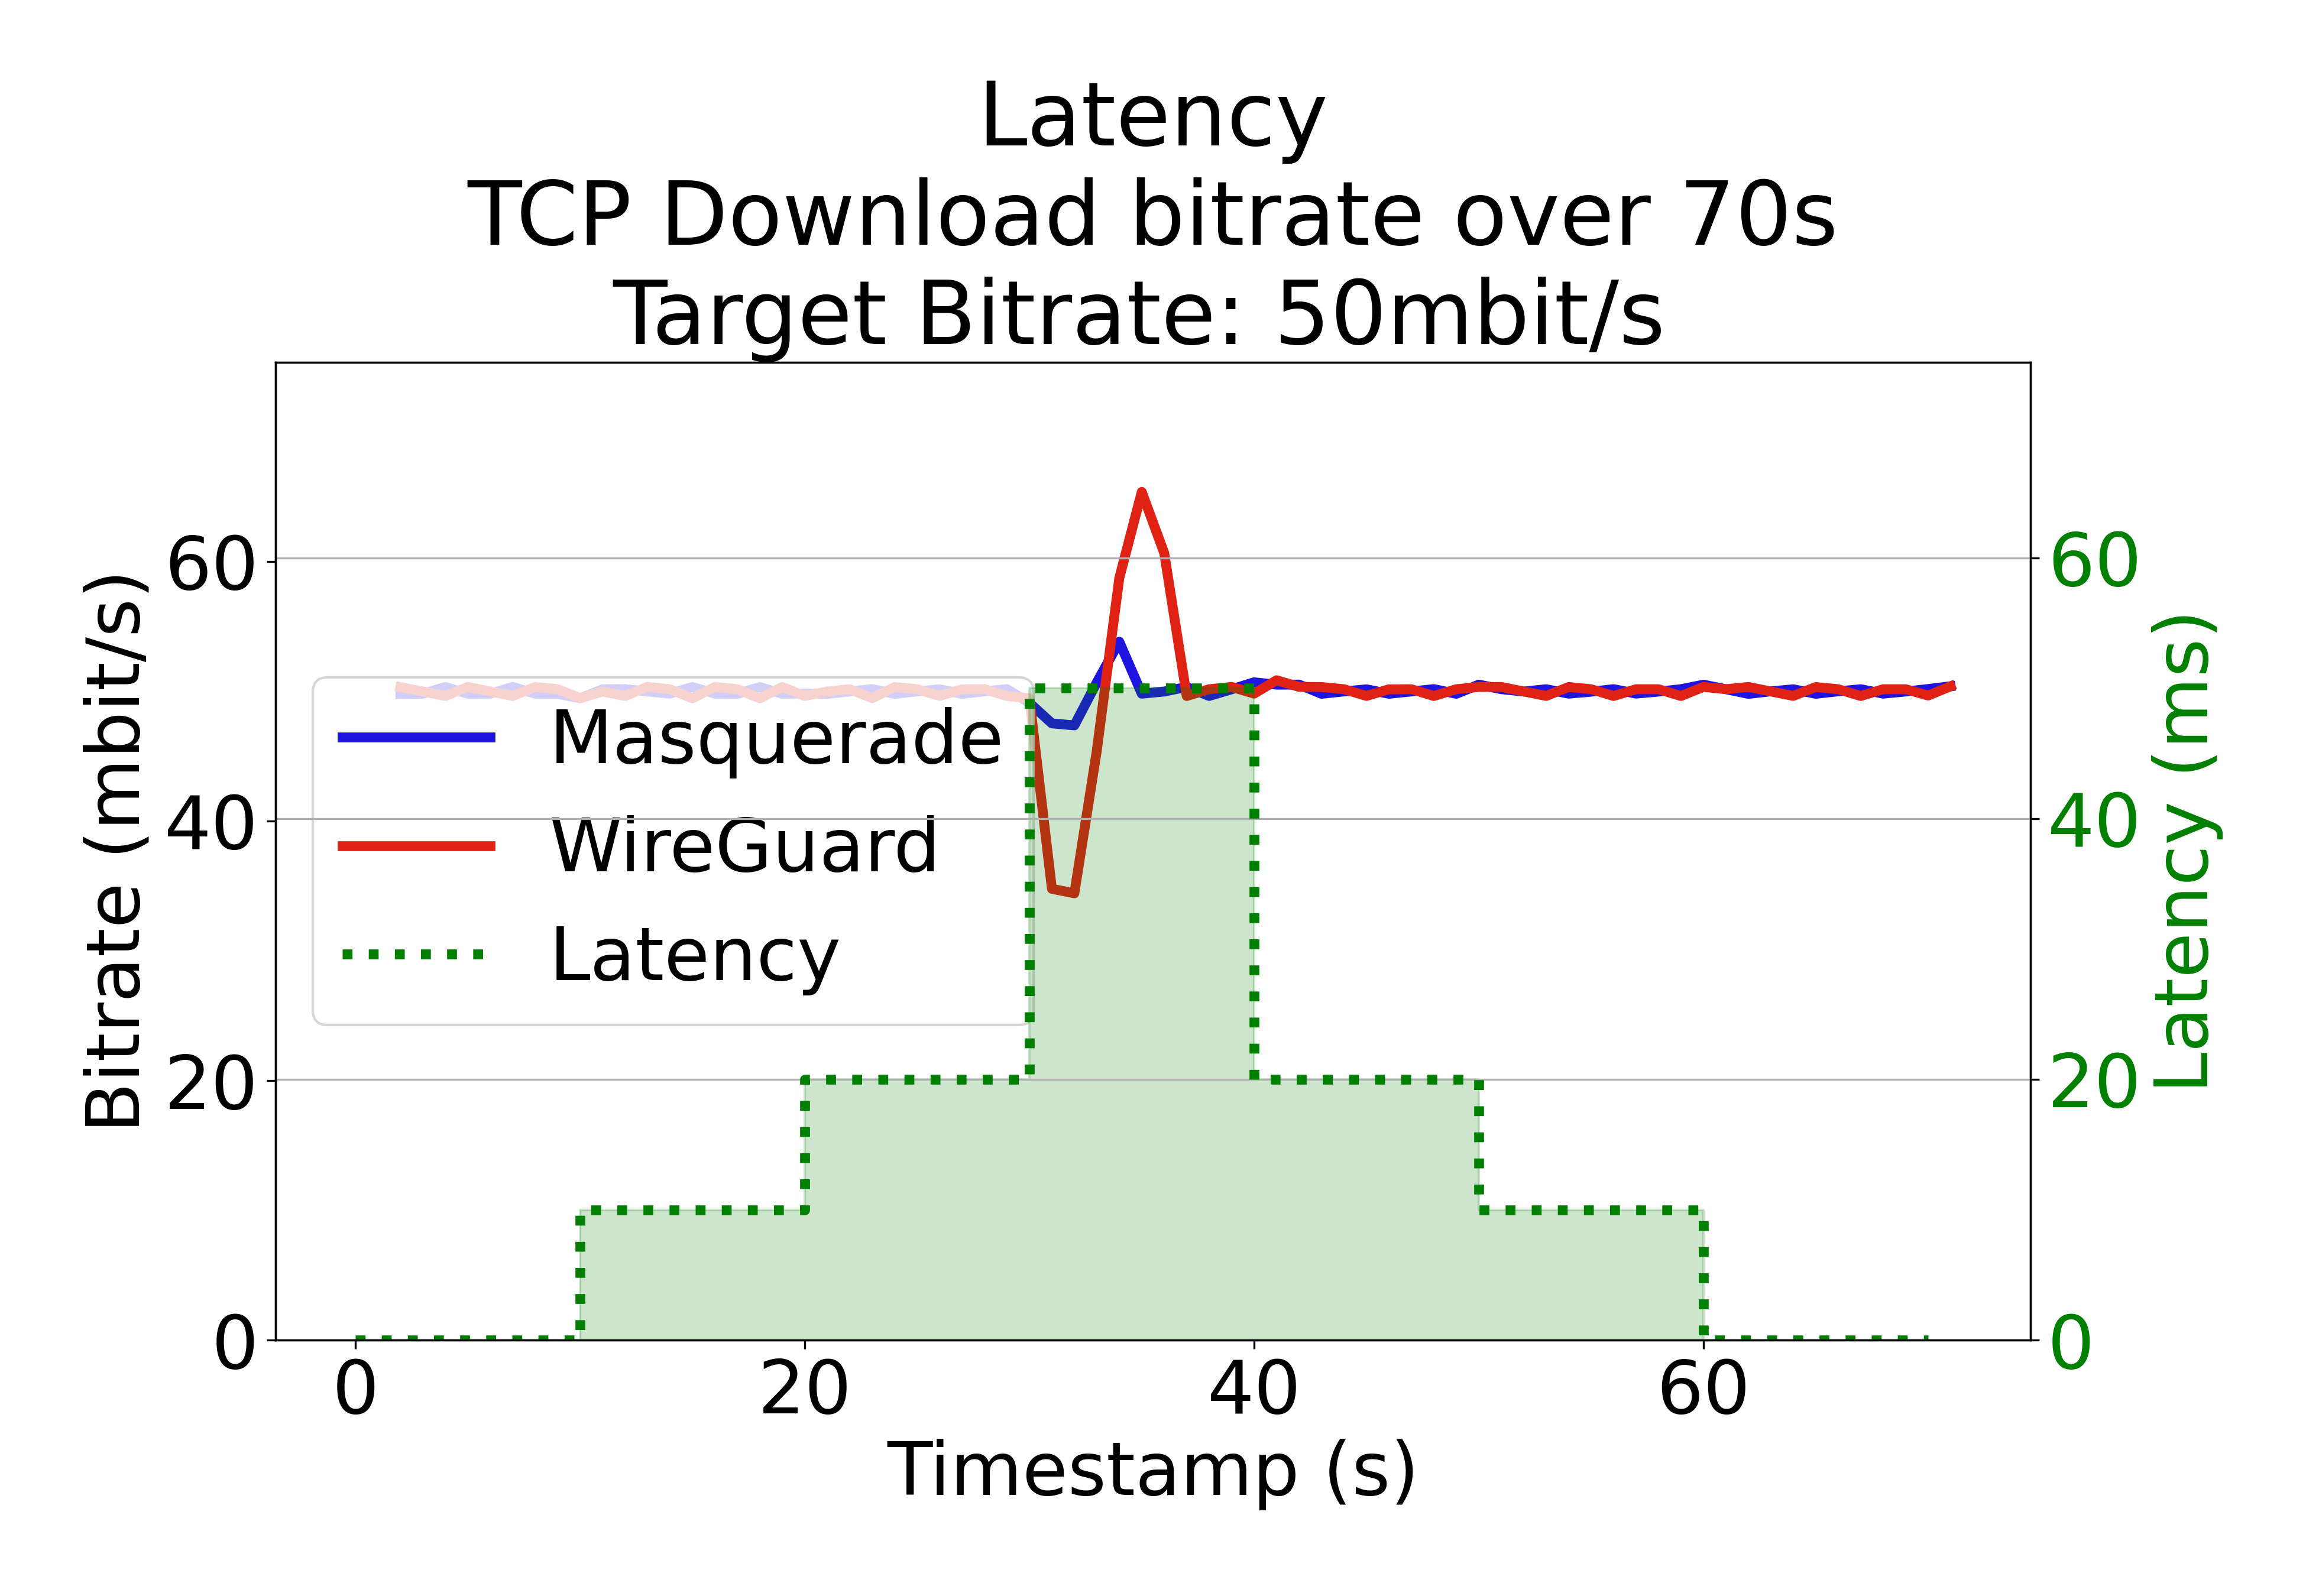 Latency
TCP Download bitrate over 70s
Target Bitrate: 50mbit/s
Bitrate (mbit/s)
60
40
20
0
Masquerade
WireGuard
Latency
60
40
20
0
Latency (ms)
0
20
40
60
Timestamp (s)